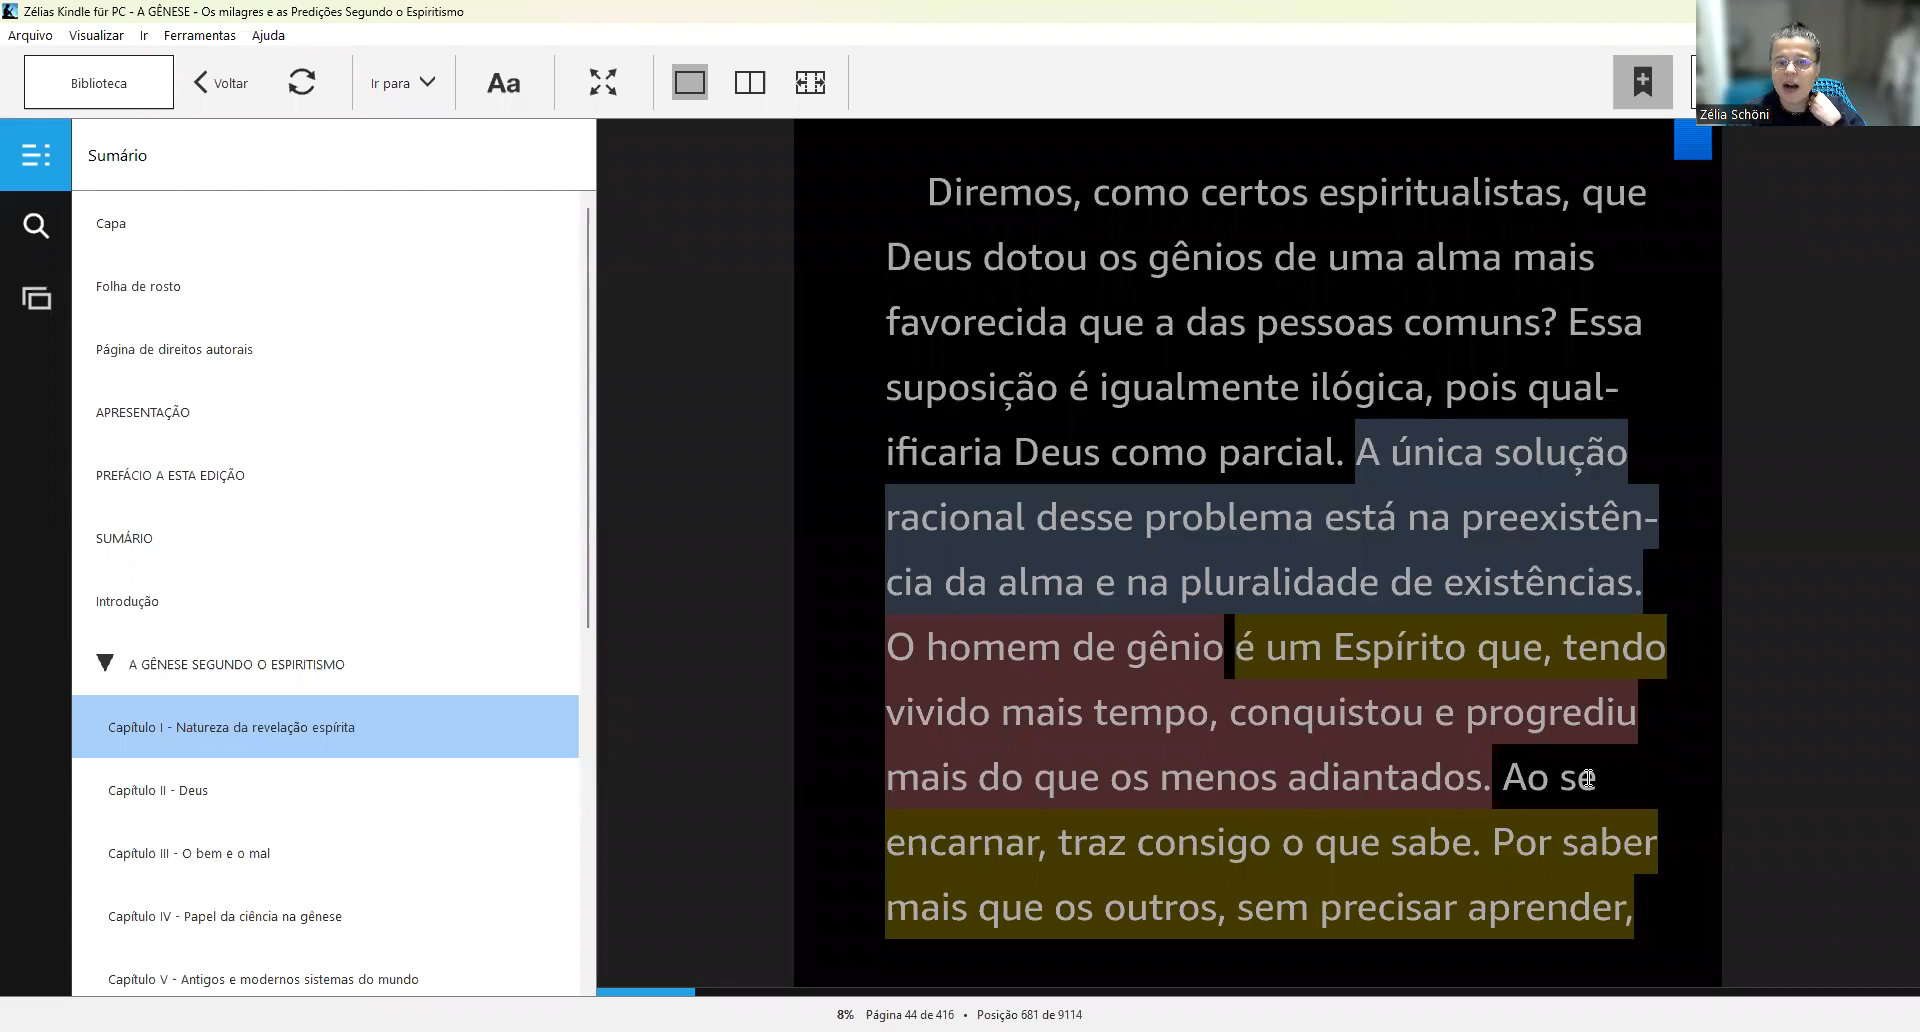 Zélias Kindle für PC - A GÊNESE - Os milagres e as Predições Segundo o Espiritismo
Arquivo Visualizar Ir Ferramentas Ajuda
Biblioteca Voltar Ir para Aa
Zélia Schöni
Sumário
Capa
Folha de rosto
Página de direitos autorais
APRESENTAÇÃO
PREFÁCIO A ESTA EDIÇÃO
SUMÁRIO
Introdução
A GÊNESE SEGUNDO O ESPIRITISMO
Capítulo I - Natureza da revelação espírita
Capítulo II - Deus
Capítulo III - O bem e o mal
Capítulo IV - Papel da ciência na gênese
Capítulo V - Antigos e modernos sistemas do mundo
Diremos, como certos espiritualistas, que
Deus dotou os gênios de uma alma mais
favorecida que a das pessoas comuns? Essa
suposição é igualmente ilógica, pois qual-
ificaria Deus como parcial. A única solução
racional desse problema está na preexistên-
cia da alma e na pluralidade de existências.
O homem de gênio é um Espírito que, tendo
vivido mais tempo, conquistou e progrediu
mais do que os menos adiantados. Ao se
encarnar, traz consigo o que sabe. Por saber
mais que os outros, sem precisar aprender,
8% Página 44 de 416 • Posição 681 de 9114